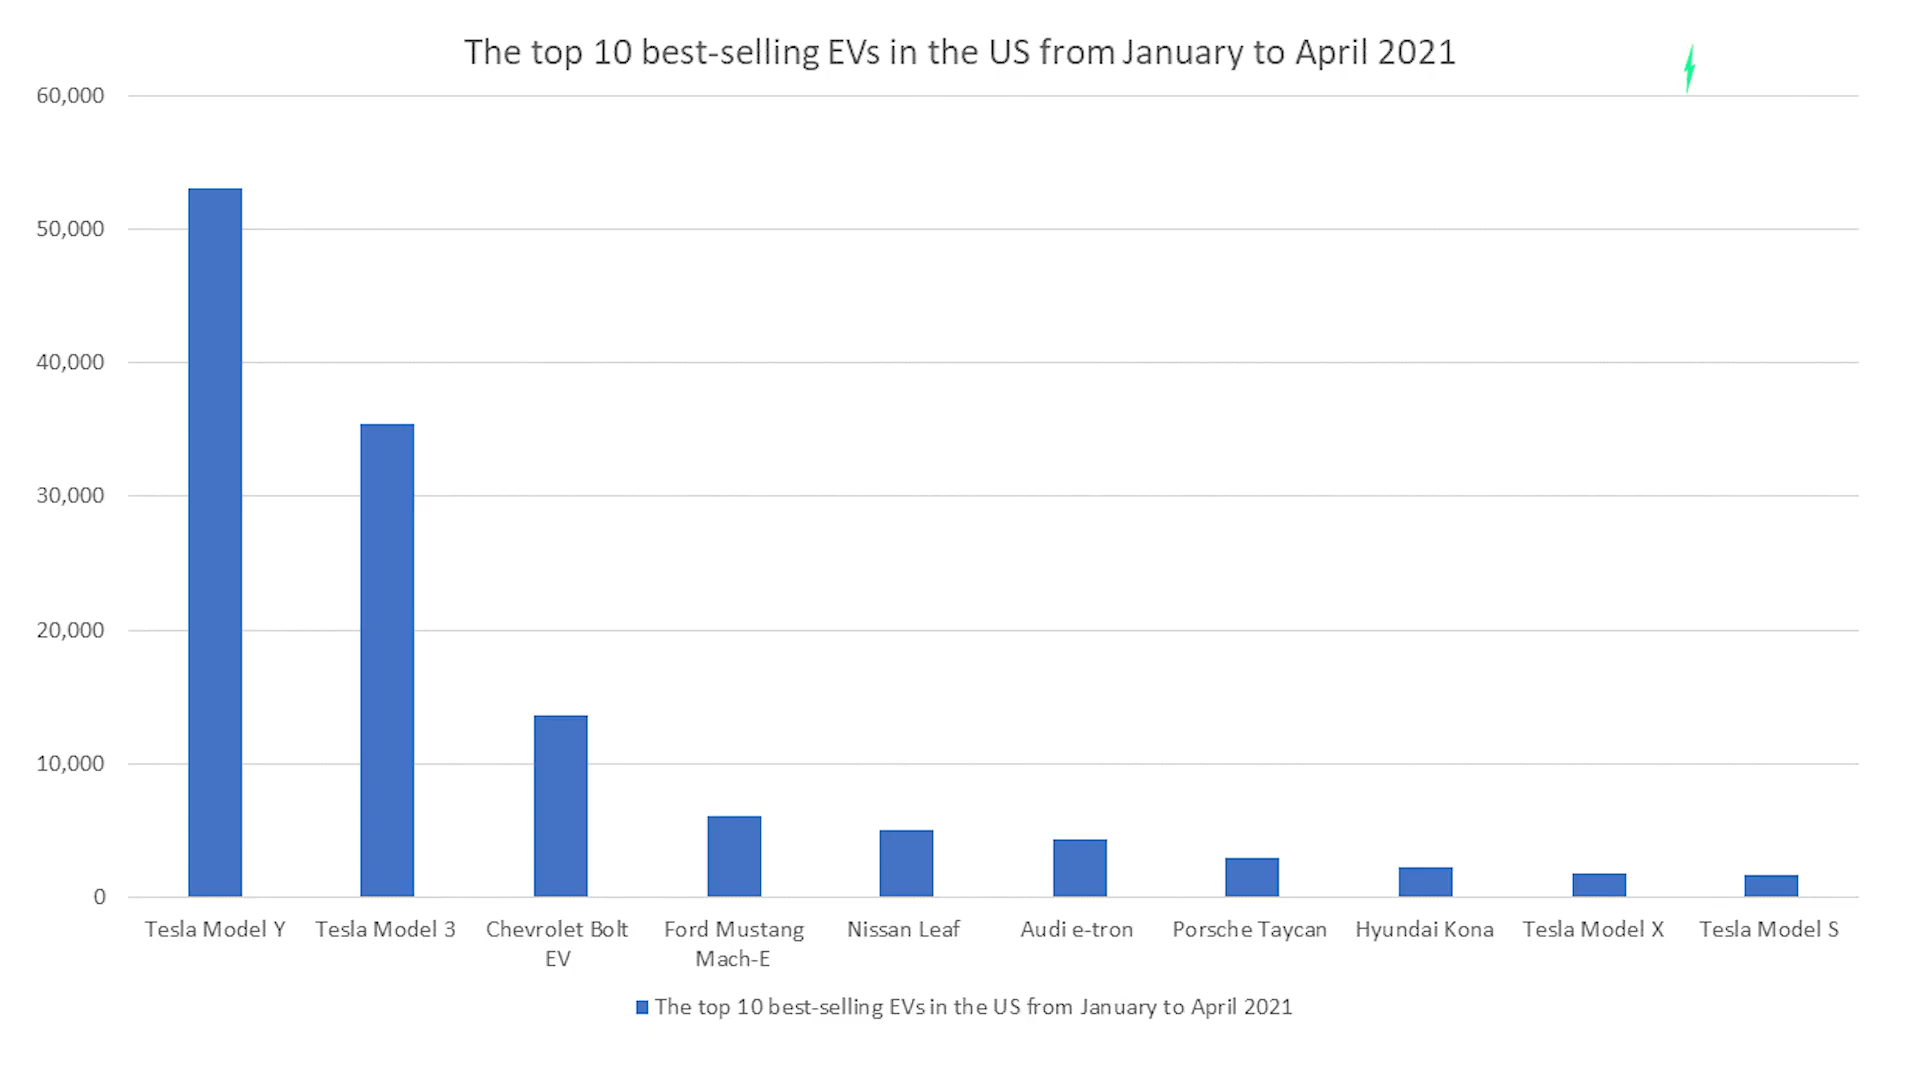 The top 10 best-selling EVs in the US from January to April 2021
60,000
50,000
40,000
30,000
20,000
10,000
0
Tesla Model Y
Tesla Model 3
Chevrolet Bolt
EV
Ford Mustang
Mach-E
Nissan Leaf
Audi e-tron
Porsche Taycan
Hyundai Kona
Tesla Model X
Tesla Model S
The top 10 best-selling EVs in the US from January to April 2021